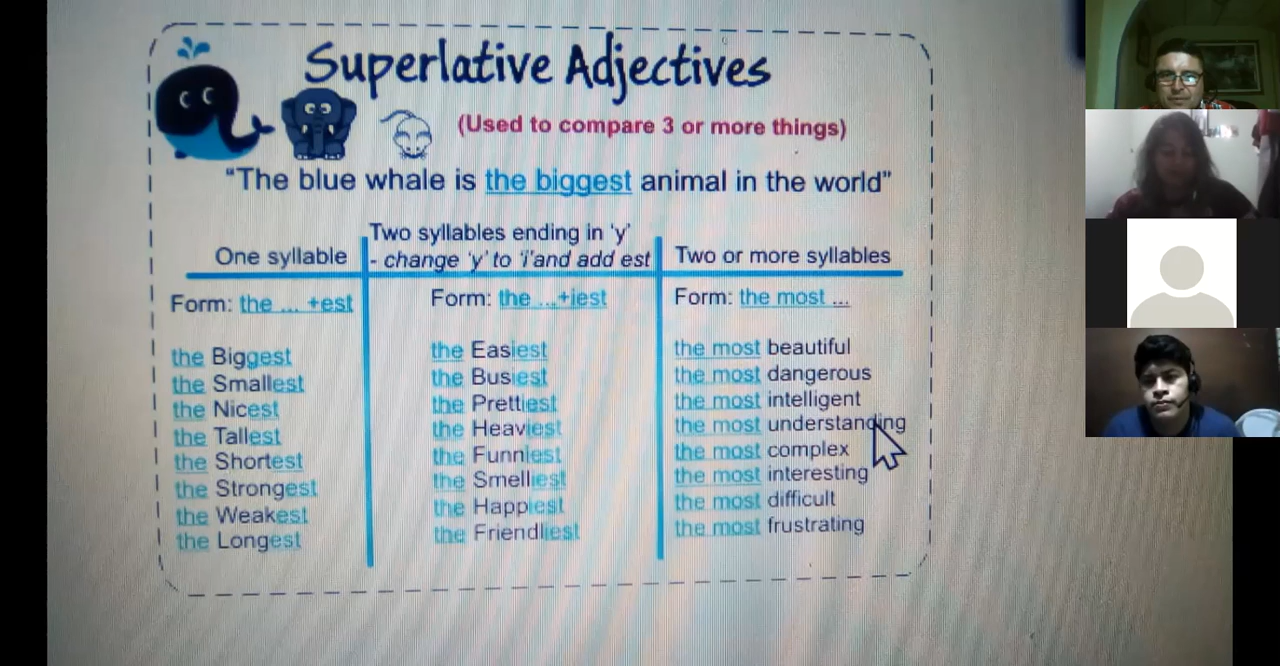 Superlative Adjectives
(Used to compare 3 or more things)
"The blue whale is the biggest animal in the world"
One syllable
Form: the ... +est
the Biggest
the Smallest
the Nicest
the Tallest
the Shortest
the Strongest
the Weakest
the Longest
Two syllables ending in 'y'
- change 'y' to 'i'and add est
Form: the ...+iest
the Easiest
the Busiest
the Prettiest
the Heaviest
the Funniest
the Smelliest
the Happiest
the Friendliest
Two or more syllables
Form: the most ...
the most beautiful
the most dangerous
the most intelligent
the most understanding
the most complex
the most interesting
the most difficult
the most frustrating